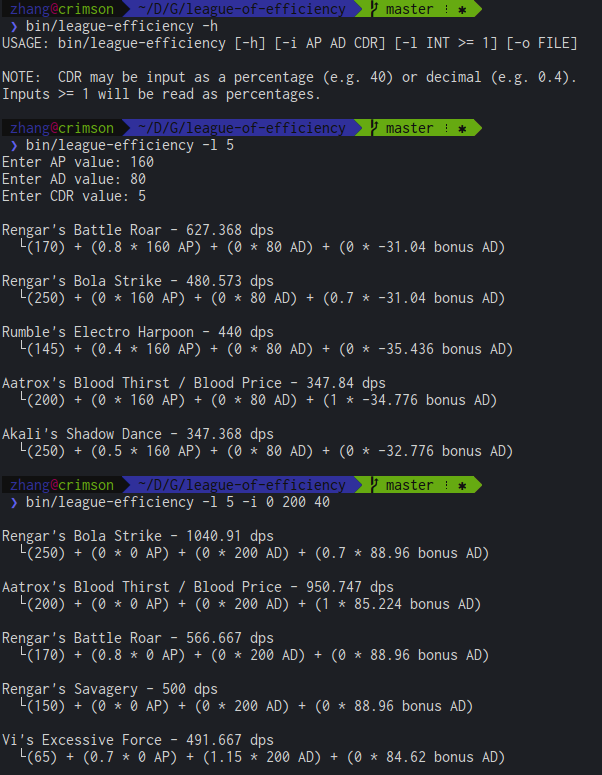 zhang@crimson ~/D/G/league-of-efficiency master ⁝ ✱
❯ bin/league-efficiency -h
USAGE: bin/league-efficiency [-h] [-i AP AD CDR] [-l INT >= 1] [-o FILE]
NOTE:  CDR may be input as a percentage (e.g. 40) or decimal (e.g. 0.4).
Inputs >= 1 will be read as percentages.
zhang@crimson ~/D/G/league-of-efficiency master ⁝ ✱
❯ bin/league-efficiency -l 5
Enter AP value: 160
Enter AD value: 80
Enter CDR value: 5
Rengar's Battle Roar - 627.368 dps
└(170) + (0.8 * 160 AP) + (0 * 80 AD) + (0 * -31.04 bonus AD)
Rengar's Bola Strike - 480.573 dps
└(250) + (0 * 160 AP) + (0 * 80 AD) + (0.7 * -31.04 bonus AD)
Rumble's Electro Harpoon - 440 dps
└(145) + (0.4 * 160 AP) + (0 * 80 AD) + (0 * -35.436 bonus AD)
Aatrox's Blood Thirst / Blood Price - 347.84 dps
└(200) + (0 * 160 AP) + (0 * 80 AD) + (1 * -34.776 bonus AD)
Akali's Shadow Dance - 347.368 dps
└(250) + (0.5 * 160 AP) + (0 * 80 AD) + (0 * -32.776 bonus AD)
zhang@crimson ~/D/G/league-of-efficiency master ⁝ ✱
❯ bin/league-efficiency -l 5 -i 0 200 40
Rengar's Bola Strike - 1040.91 dps
└(250) + (0 * 0 AP) + (0 * 200 AD) + (0.7 * 88.96 bonus AD)
Aatrox's Blood Thirst / Blood Price - 950.747 dps
└(200) + (0 * 0 AP) + (0 * 200 AD) + (1 * 85.224 bonus AD)
Rengar's Battle Roar - 566.667 dps
└(170) + (0.8 * 0 AP) + (0 * 200 AD) + (0 * 88.96 bonus AD)
Rengar's Savagery - 500 dps
└(150) + (0 * 0 AP) + (0 * 200 AD) + (0 * 88.96 bonus AD)
Vi's Excessive Force - 491.667 dps
└(65) + (0.7 * 0 AP) + (1.15 * 200 AD) + (0 * 84.62 bonus AD)